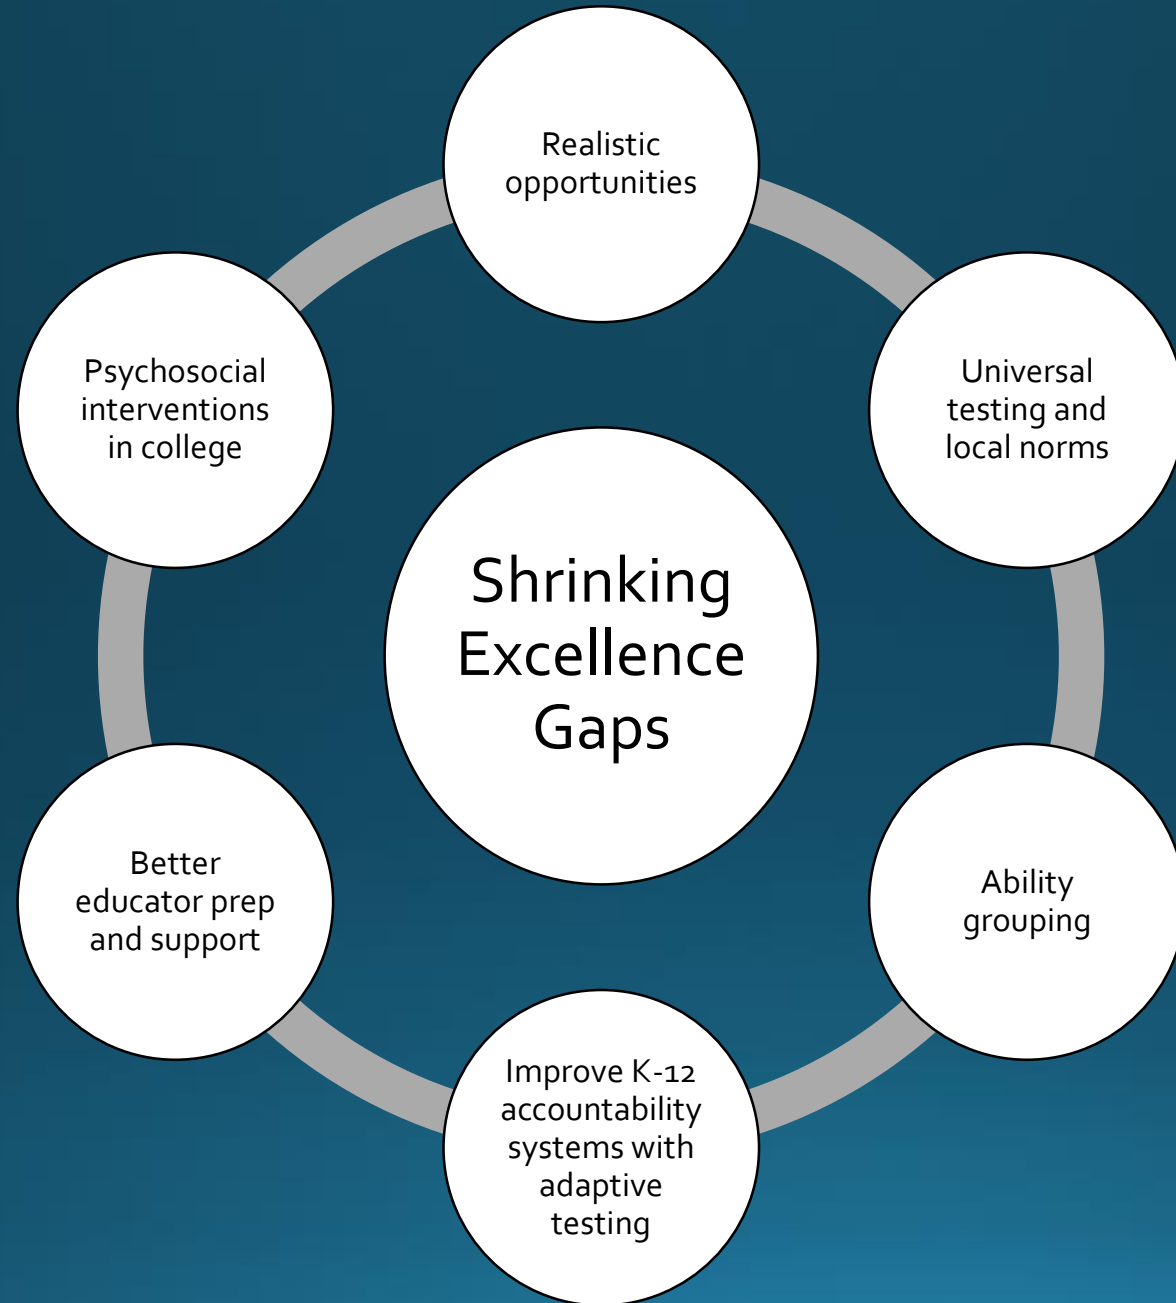 Realistic
opportunities
Universal
testing and
local norms
Ability
grouping
Improve K-12
accountability
systems with
adaptive
testing
Better
educator prep
and support
Psychosocial
interventions
in college
Shrinking
Excellence
Gaps